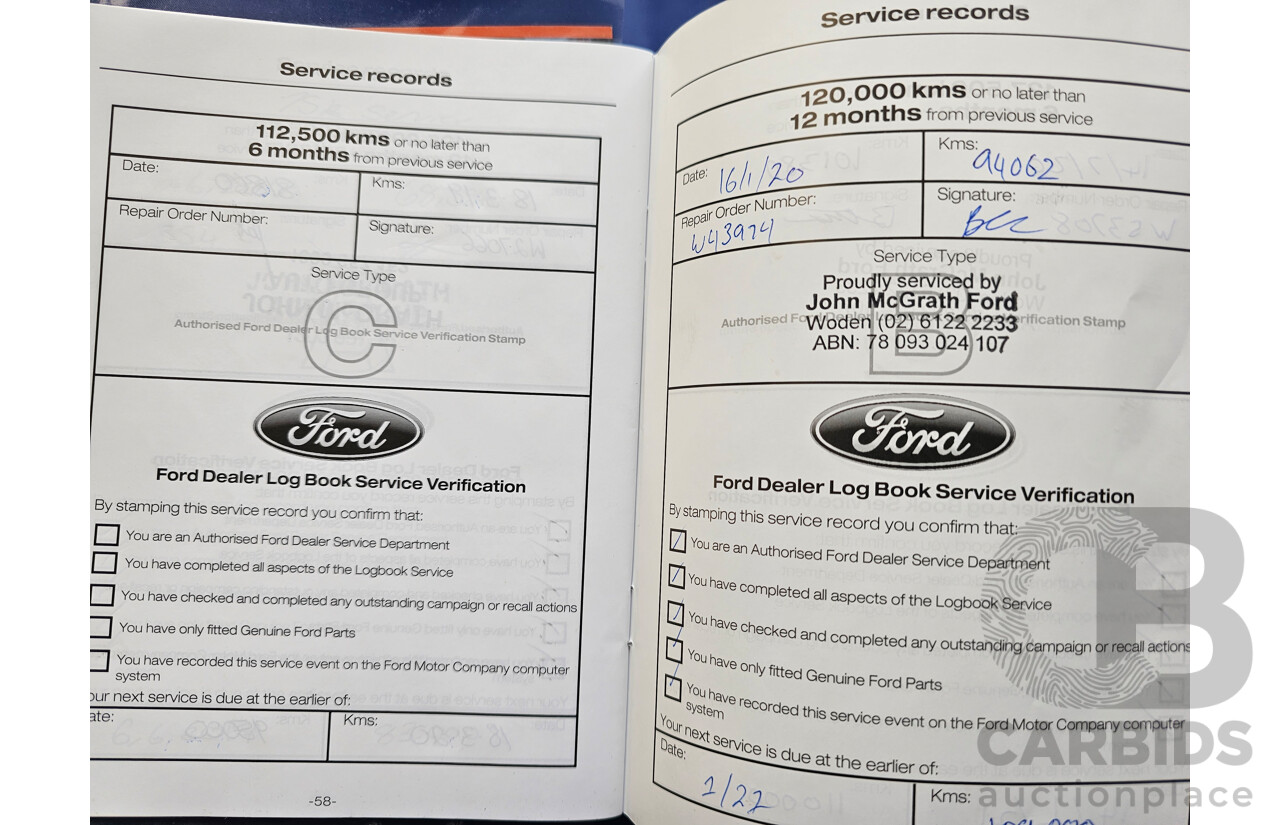 Service records
112,500 kms or no later than
6 months from previous service
Date:
Kms:
Repair Order Number:
Signature:
Service Type
C
Authorised Ford Dealer Log Book Service Verification Stamp
Ford
Ford Dealer Log Book Service Verification
By stamping this service record you confirm that:
You are an Authorised Ford Dealer Service Department
You have completed all aspects of the Logbook Service
You have checked and completed any outstanding campaign or recall actions
You have only fitted Genuine Ford Parts
You have recorded this service event on the Ford Motor Company computer
system
our next service is due at the earlier of:
ate:
Kms:
-58-
Service records
120,000 kms or no later than
12 months from previous service
Date: 16/1/20
Kms: 94062
Repair Order Number:
W43974
Signature:
Service Type
Proudly serviced by
John McGrath Ford
Authorised Ford Dealer Log Book Service Verification Stamp
B
Woden (02) 6122 2233
ABN: 78 093 024 107
Ford
Ford Dealer Log Book Service Verification
By stamping this service record you confirm that:
You are an Authorised Ford Dealer Service Department
You have completed all aspects of the Logbook Service
You have checked and completed any outstanding campaign or recall actions
You have only fitted Genuine Ford Parts
You have recorded this service event on the Ford Motor Company computer
system
Your next service is due at the earlier of:
Date:
1/22
Kms:
CARBIDS
auctionplace